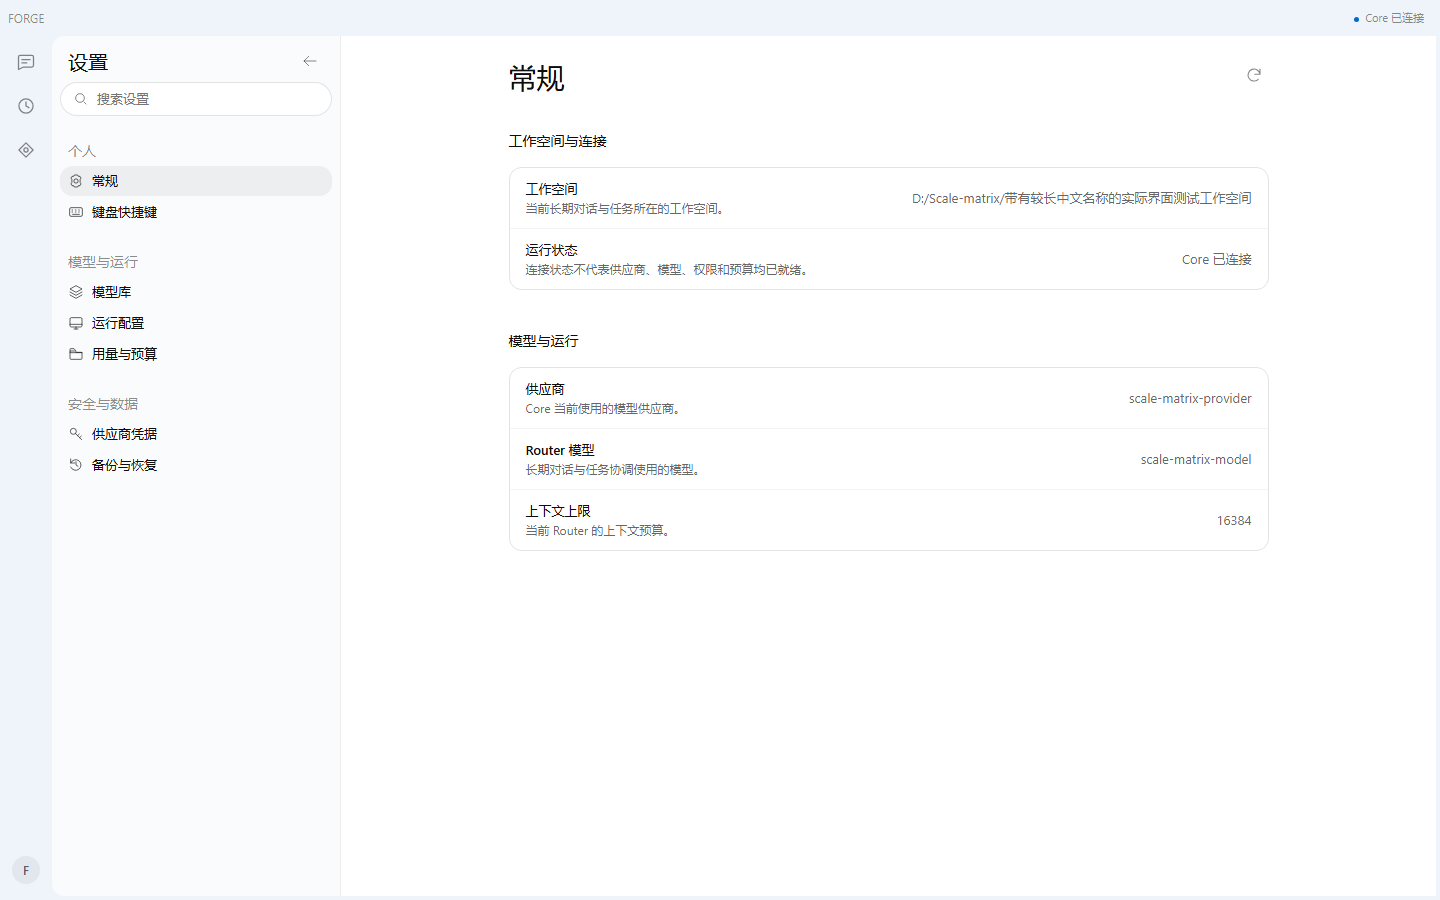 FORGE
Core 已连接
设置
搜索设置
个人
常规
键盘快捷键
模型与运行
模型库
运行配置
用量与预算
安全与数据
供应商凭据
备份与恢复
F
常规
工作空间与连接
工作空间
当前长期对话与任务所在的工作空间。
D:/Scale-matrix/带有较长中文名称的实际界面测试工作空间
运行状态
连接状态不代表供应商、模型、权限和预算均已就绪。
Core 已连接
模型与运行
供应商
Core 当前使用的模型供应商。
scale-matrix-provider
Router 模型
长期对话与任务协调使用的模型。
scale-matrix-model
上下文上限
当前 Router 的上下文预算。
16384